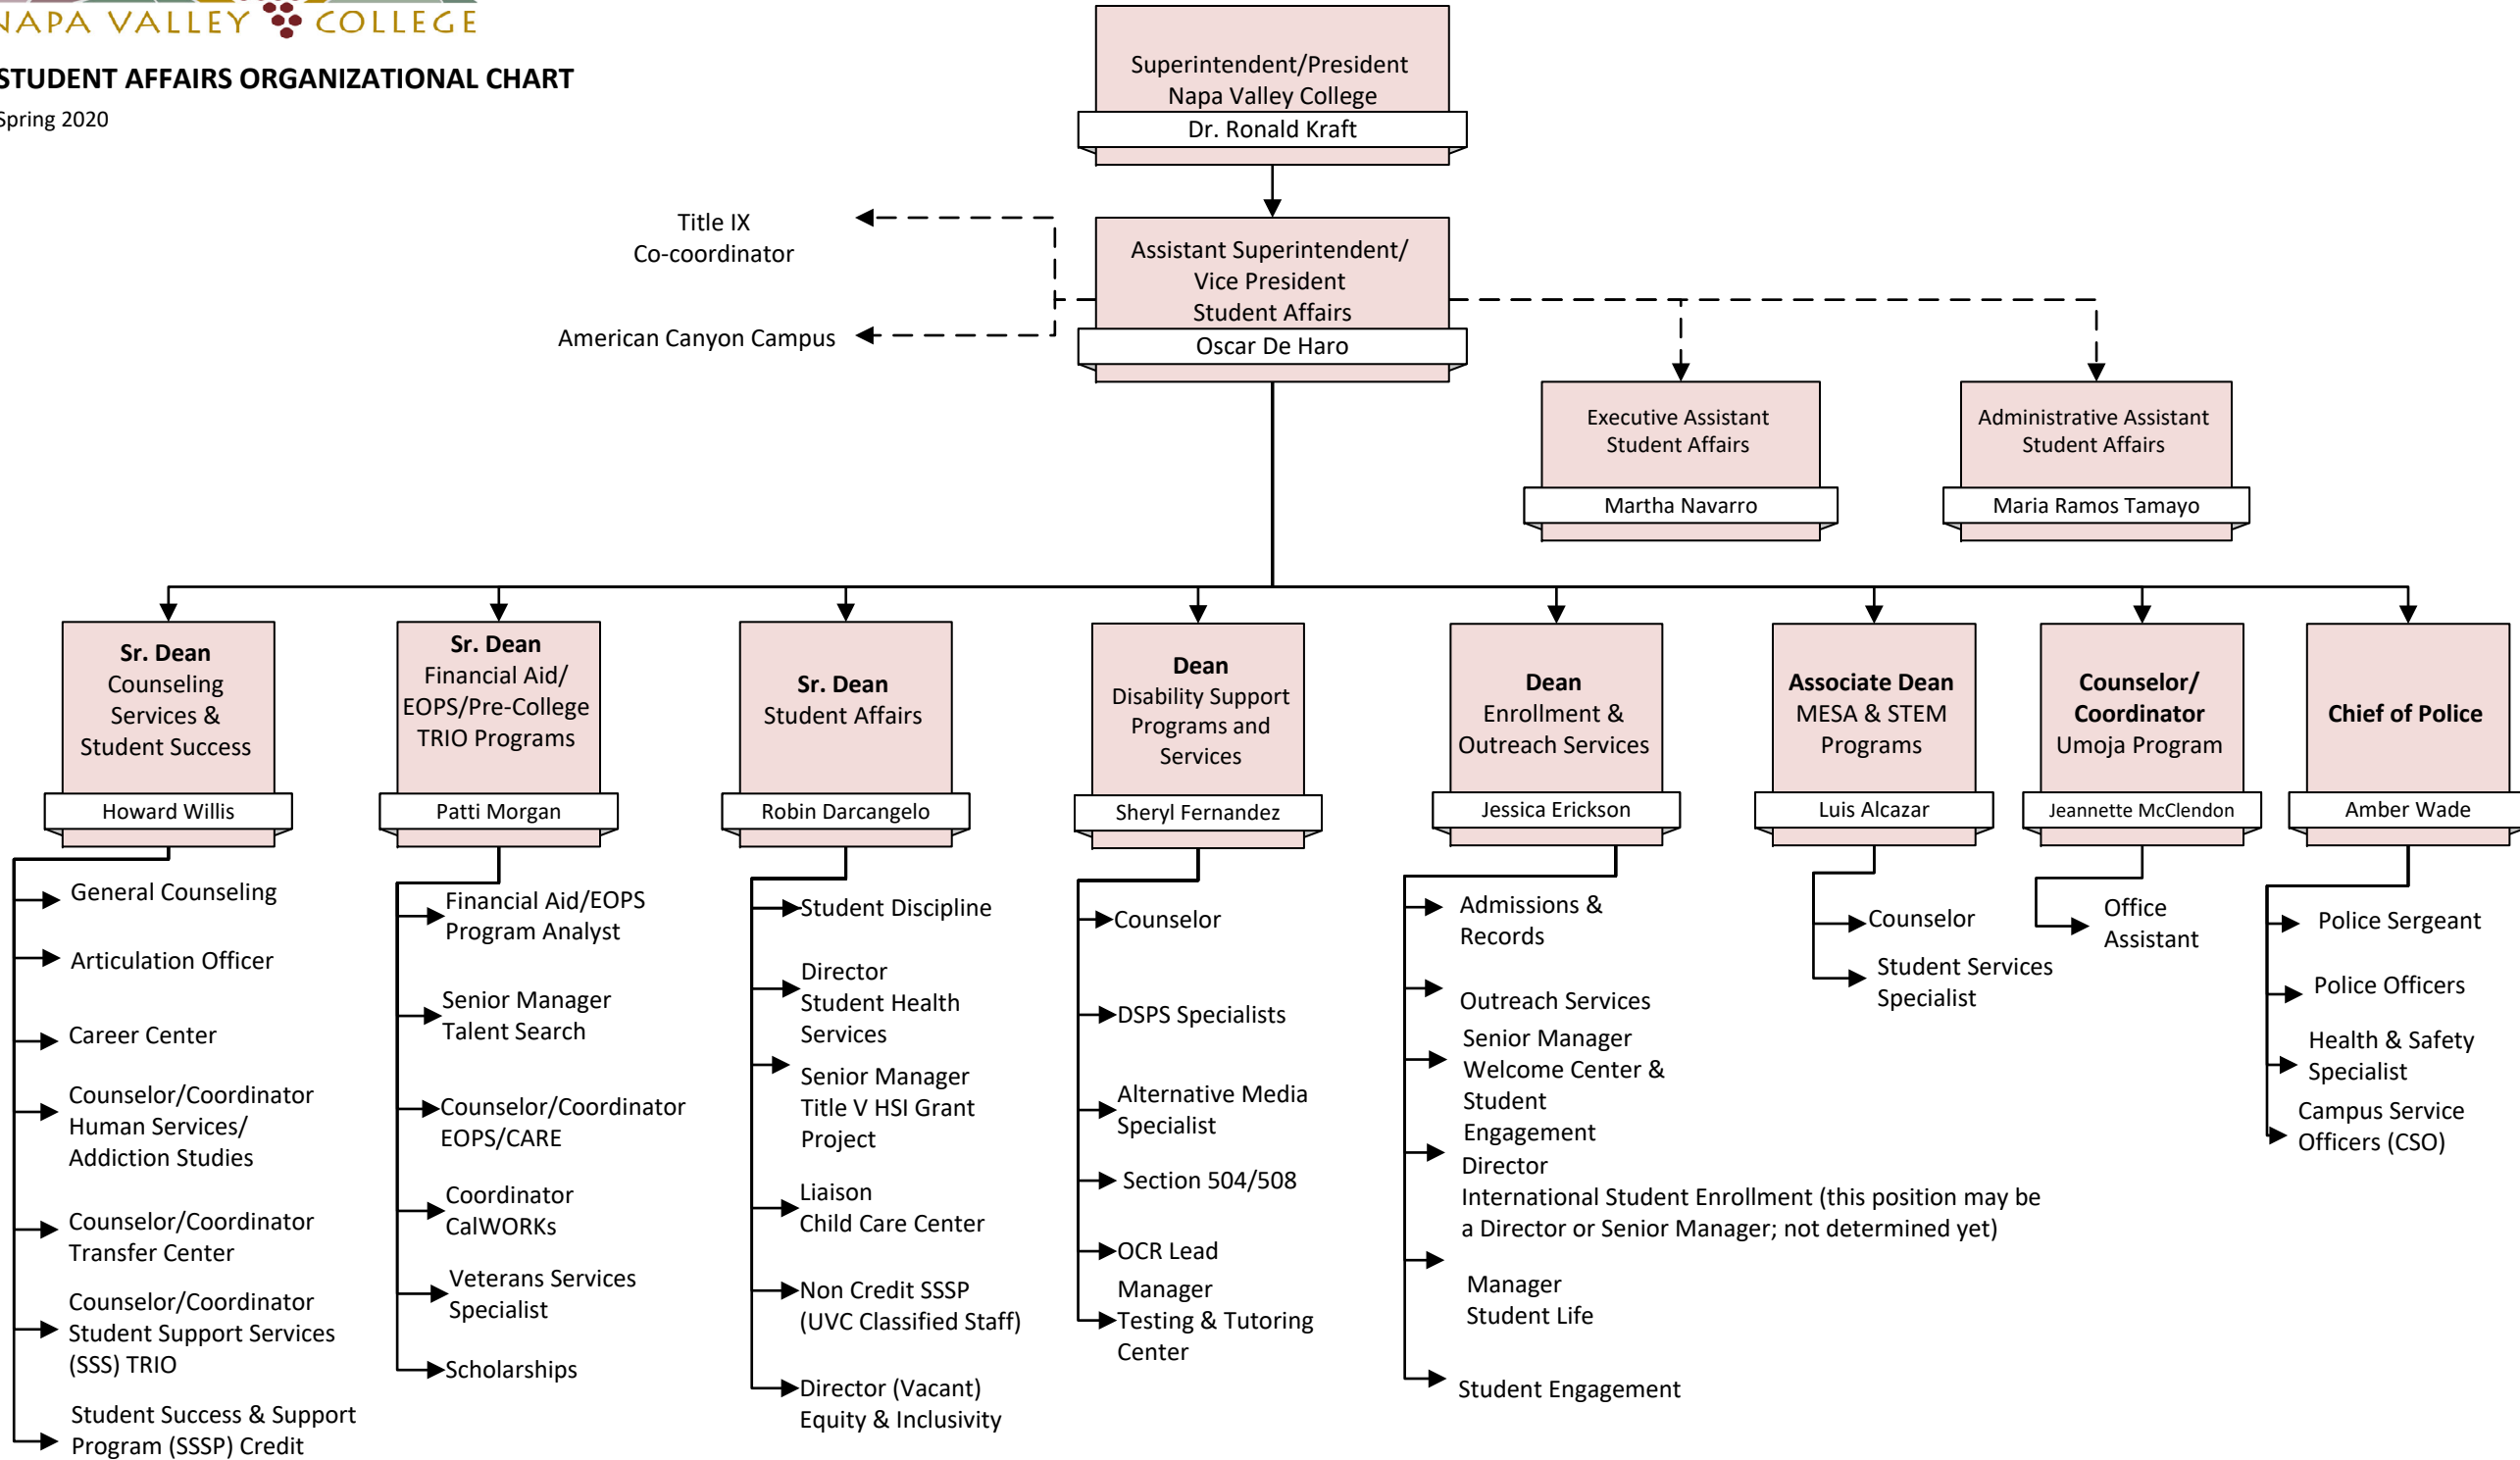 NAPA VALLEY COLLEGE
STUDENT AFFAIRS ORGANIZATIONAL CHART
Spring 2020
Superintendent/President
Napa Valley College
Dr. Ronald Kraft
Title IX
Co-coordinator
American Canyon Campus
Assistant Superintendent/
Vice President
Student Affairs
Oscar De Haro
Executive Assistant
Student Affairs
Martha Navarro
Administrative Assistant
Student Affairs
Maria Ramos Tamayo
Sr. Dean
Counseling
Services &
Student Success
Howard Willis
General Counseling
Articulation Officer
Career Center
Counselor/Coordinator
Human Services/
Addiction Studies
Counselor/Coordinator
Transfer Center
Counselor/Coordinator
Student Support Services
(SSS) TRIO
Student Success & Support
Program (SSSP) Credit
Sr. Dean
Financial Aid/
EOPS/Pre-College
TRIO Programs
Patti Morgan
Financial Aid/EOPS
Program Analyst
Senior Manager
Talent Search
Counselor/Coordinator
EOPS/CARE
Coordinator
CalWORKs
Veterans Services
Specialist
Scholarships
Sr. Dean
Student Affairs
Robin Darcangelo
Student Discipline
Director
Student Health
Services
Senior Manager
Title V HSI Grant
Project
Liaison
Child Care Center
Non Credit SSSP
(UVC Classified Staff)
Director (Vacant)
Equity & Inclusivity
Dean
Disability Support
Programs and
Services
Sheryl Fernandez
Counselor
DSPS Specialists
Alternative Media
Specialist
Section 504/508
OCR Lead
Manager
Testing & Tutoring
Center
Dean
Enrollment &
Outreach Services
Jessica Erickson
Admissions &
Records
Outreach Services
Senior Manager
Welcome Center &
Student
Engagement
Director
International Student Enrollment (this position may be
a Director or Senior Manager; not determined yet)
Manager
Student Life
Student Engagement
Associate Dean
MESA & STEM
Programs
Luis Alcazar
Counselor
Student Services
Specialist
Counselor/
Coordinator
Umoja Program
Jeannette McClendon
Office
Assistant
Chief of Police
Amber Wade
Police Sergeant
Police Officers
Health & Safety
Specialist
Campus Service
Officers (CSO)